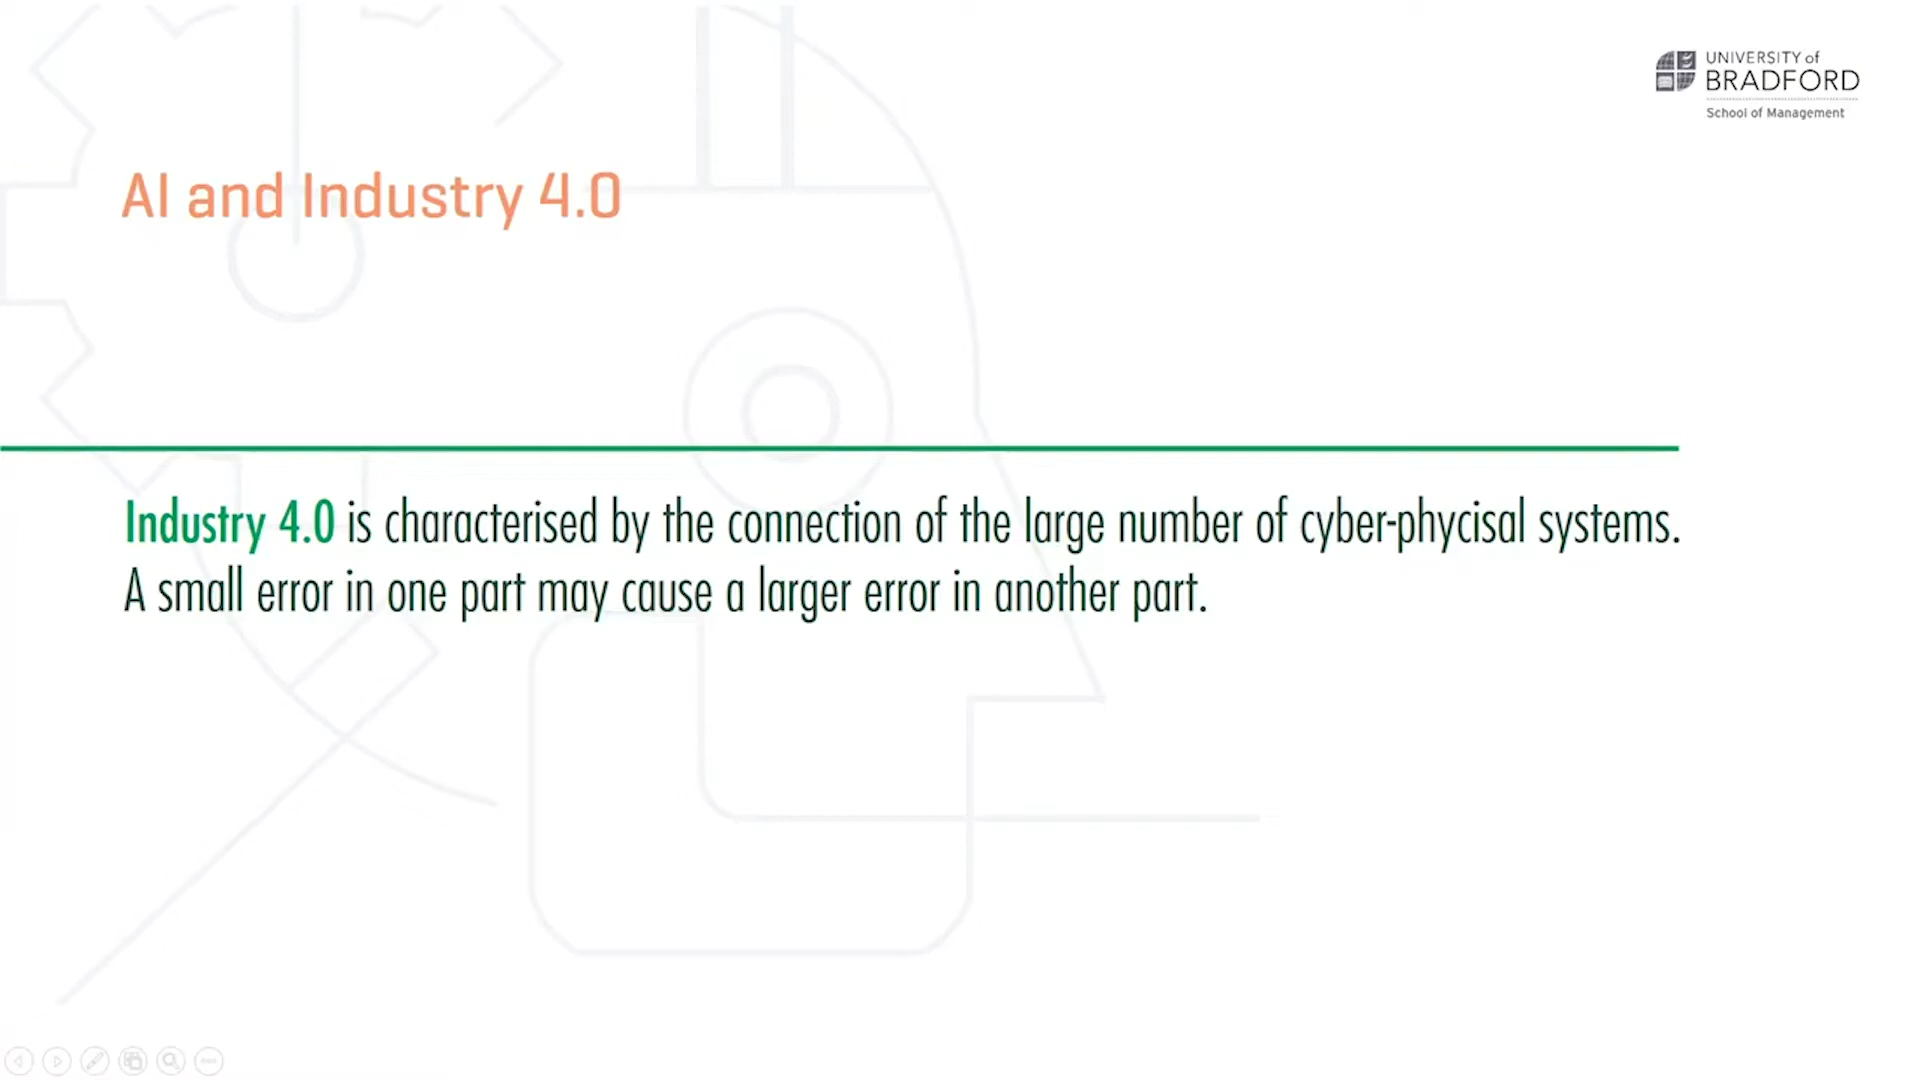 UNIVERSITY of
BRADFORD
School of Management
AI and Industry 4.0
Industry 4.0 is characterised by the connection of the large number of cyber-phycisal systems.
A small error in one part may cause a larger error in another part.